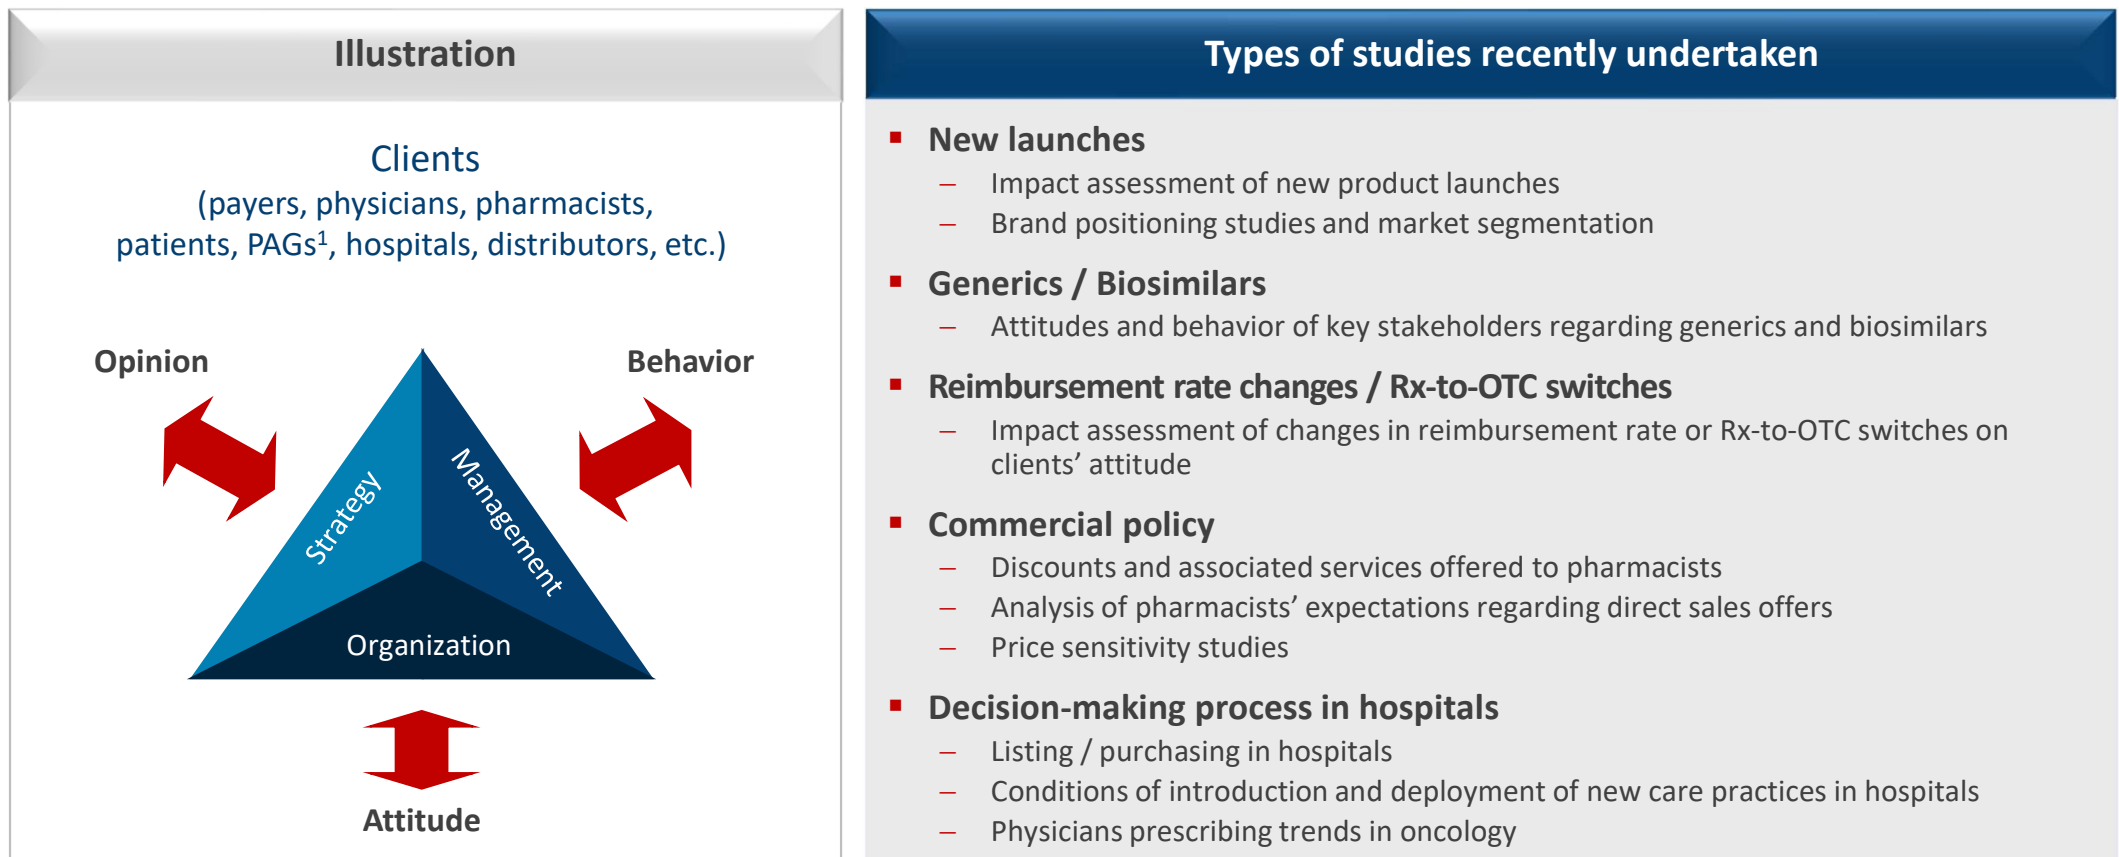 Illustration
Clients
(payers, physicians, pharmacists,
patients, PAGs¹, hospitals, distributors, etc.)
Opinion
Behavior
Strategy
Management
Organization
Attitude
Types of studies recently undertaken
▪ New launches
– Impact assessment of new product launches
– Brand positioning studies and market segmentation
▪ Generics / Biosimilars
– Attitudes and behavior of key stakeholders regarding generics and biosimilars
▪ Reimbursement rate changes / Rx-to-OTC switches
– Impact assessment of changes in reimbursement rate or Rx-to-OTC switches on
clients’ attitude
▪ Commercial policy
– Discounts and associated services offered to pharmacists
– Analysis of pharmacists’ expectations regarding direct sales offers
– Price sensitivity studies
▪ Decision-making process in hospitals
– Listing / purchasing in hospitals
– Conditions of introduction and deployment of new care practices in hospitals
– Physicians prescribing trends in oncology